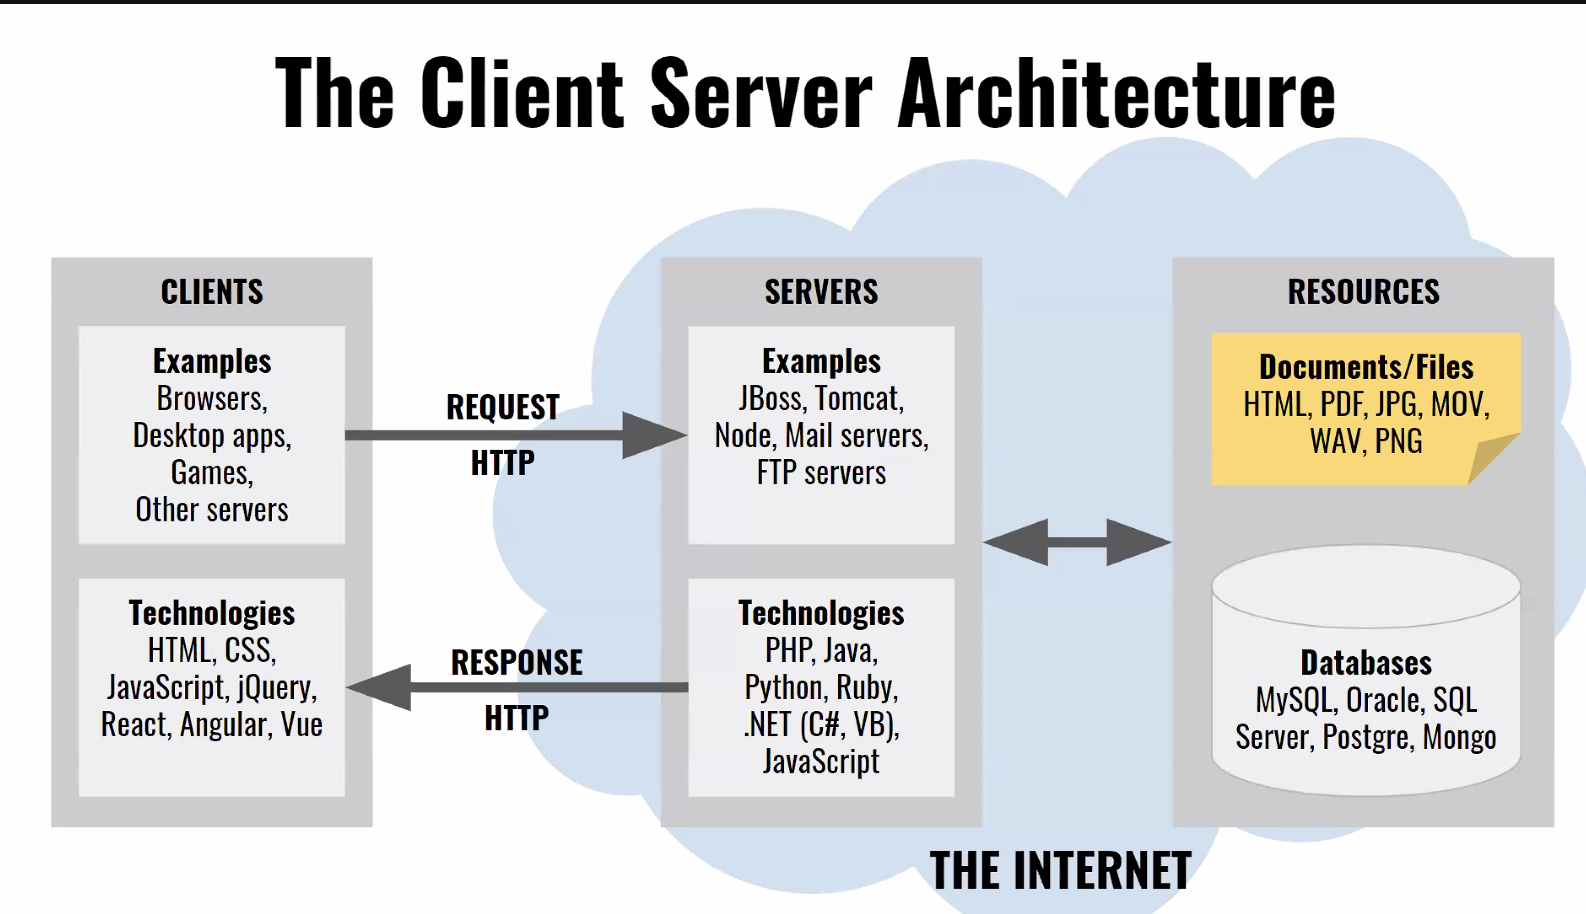 The Client Server Architecture
CLIENTS
Examples
Browsers,
Desktop apps,
Games,
Other servers
Technologies
HTML, CSS,
JavaScript, jQuery,
React, Angular, Vue
REQUEST
HTTP
RESPONSE
HTTP
SERVERS
Examples
JBoss, Tomcat,
Node, Mail servers,
FTP servers
Technologies
PHP, Java,
Python, Ruby,
.NET (C#, VB),
JavaScript
RESOURCES
Documents/Files
HTML, PDF, JPG, MOV,
WAV, PNG
Databases
MySQL, Oracle, SQL
Server, Postgre, Mongo
THE INTERNET